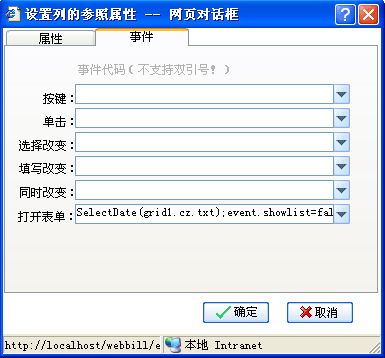 设置列的参照属性 -- 网页对话框
属性 事件
事件代码(不支持双引号!)
按键:
单击:
选择改变:
填写改变:
同时改变:
打开表单: SelectDate(grid1.cz.txt);event.showlist=fal
确定 取消
http://localhost/webbill/e 本地 Intranet